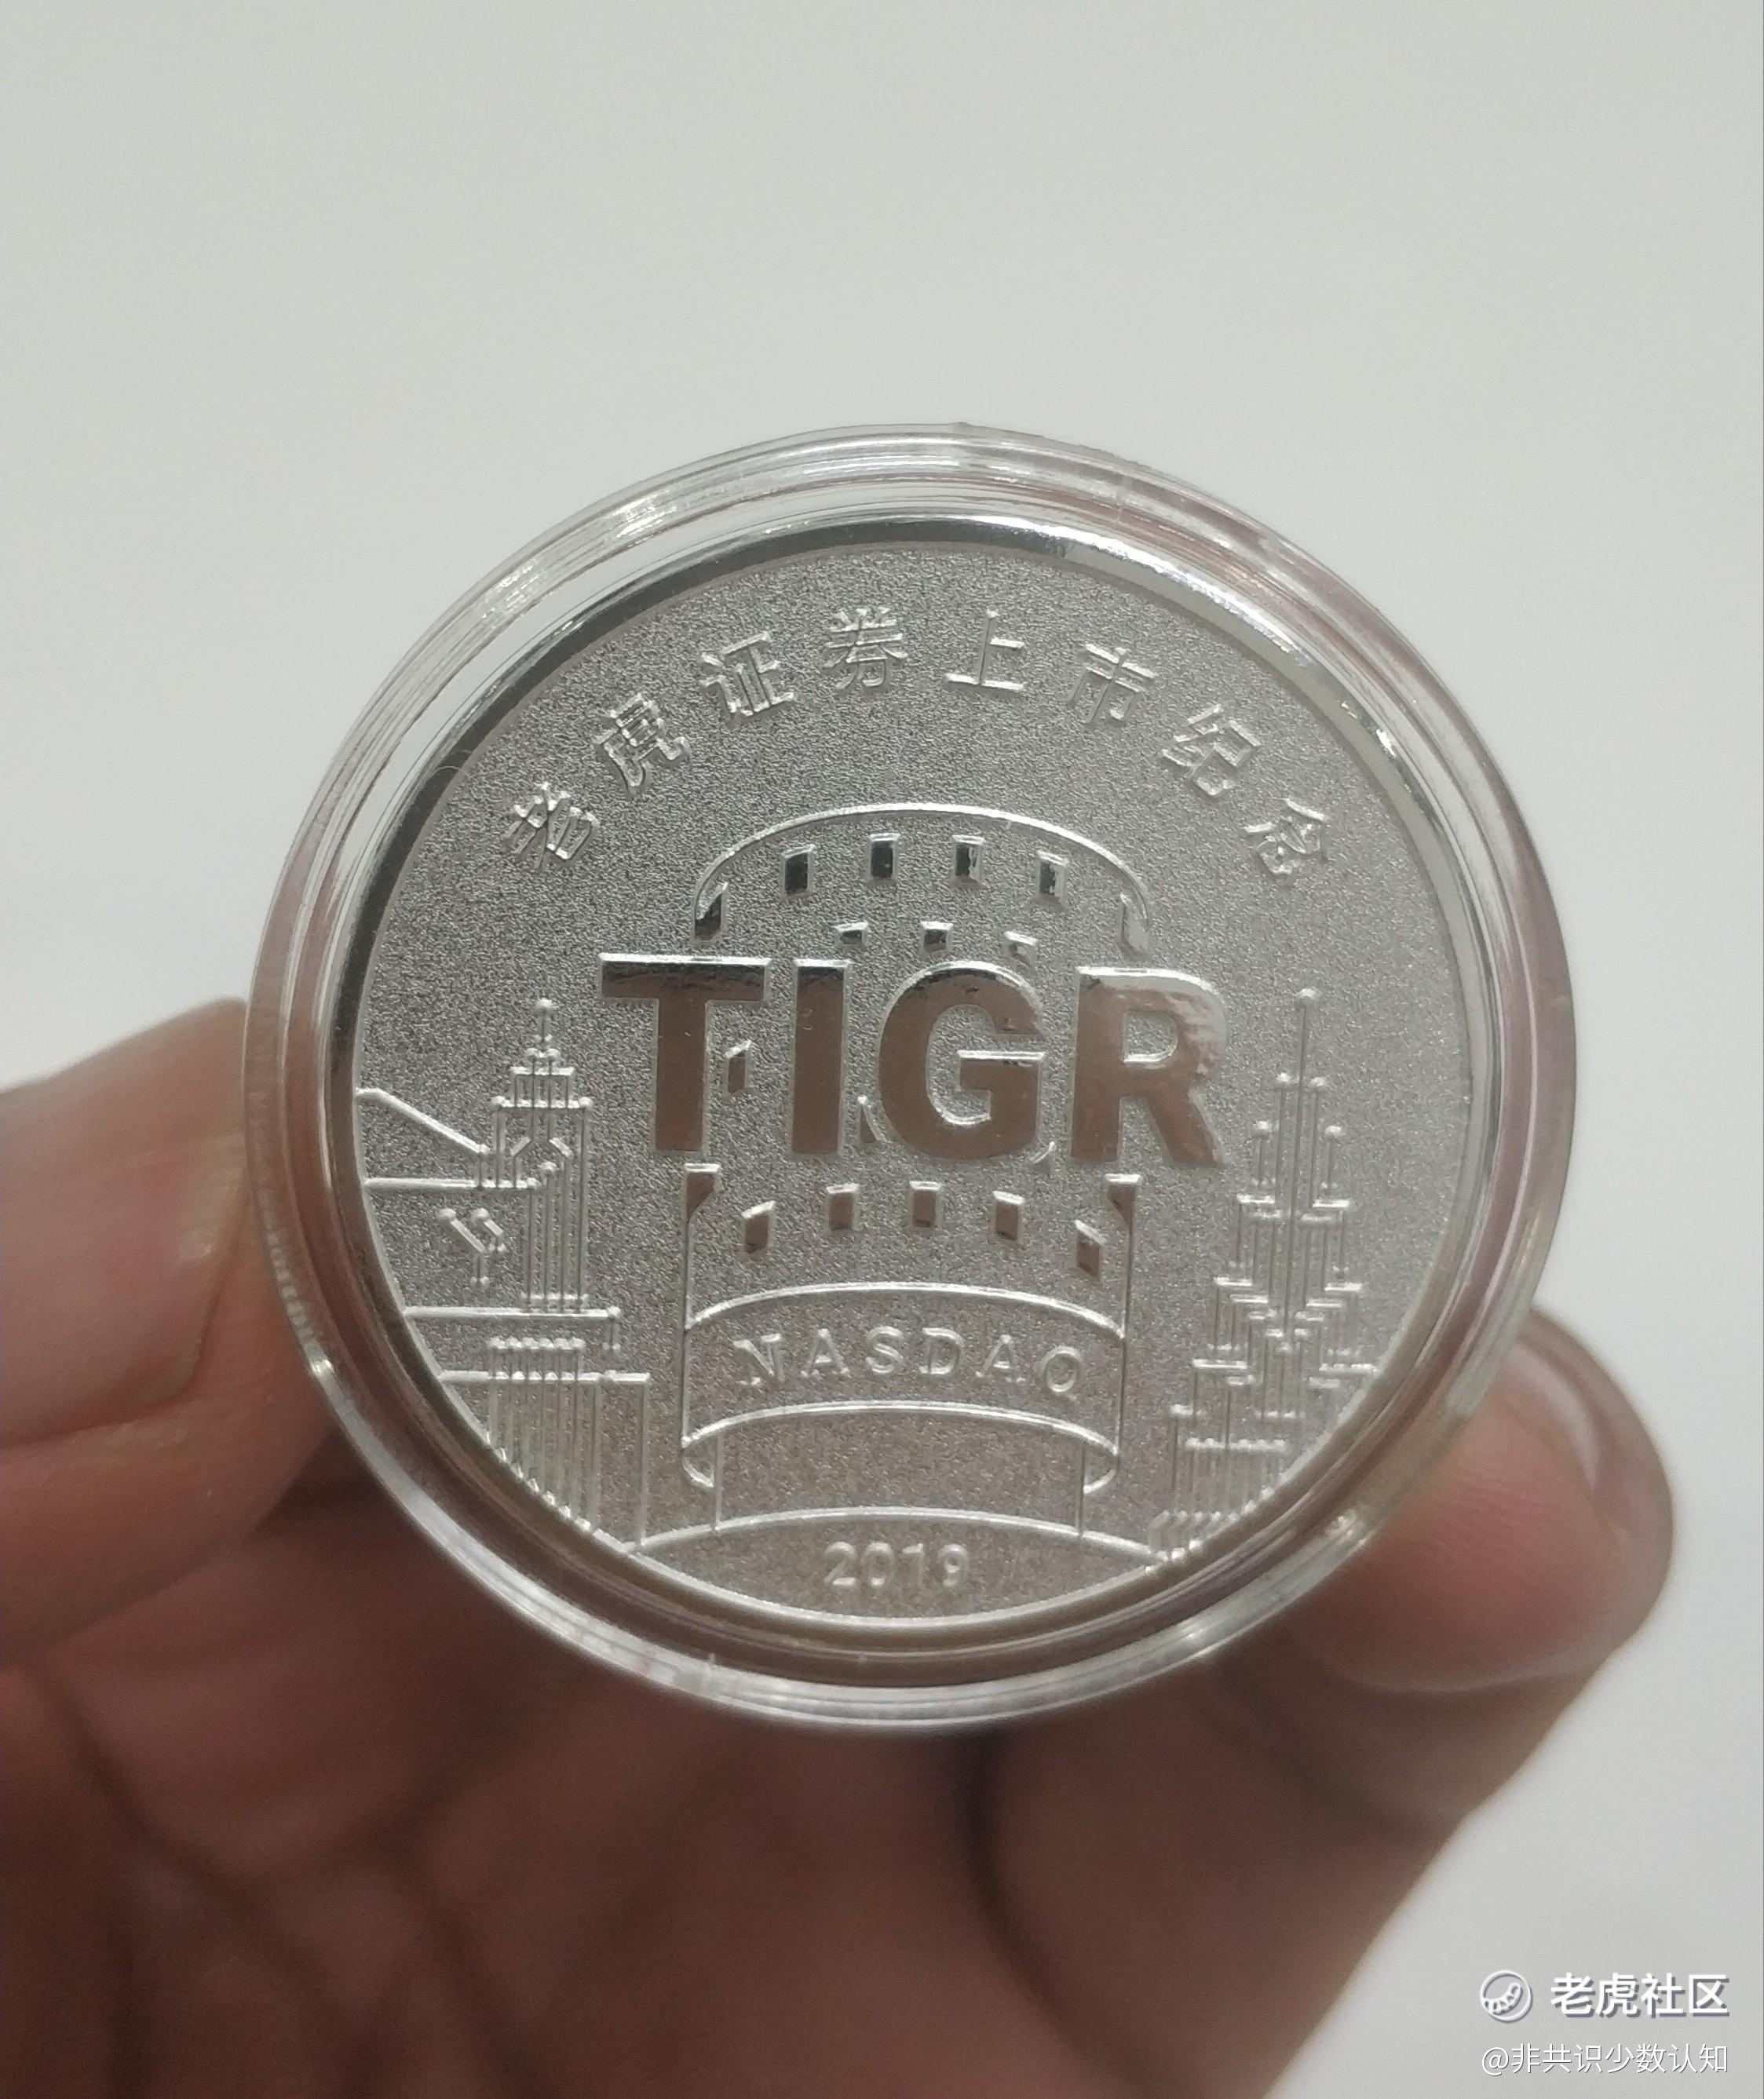 老虎证券上市纪念
TIGR
NASDAQ
2019
老虎社区
@非共识少数认知